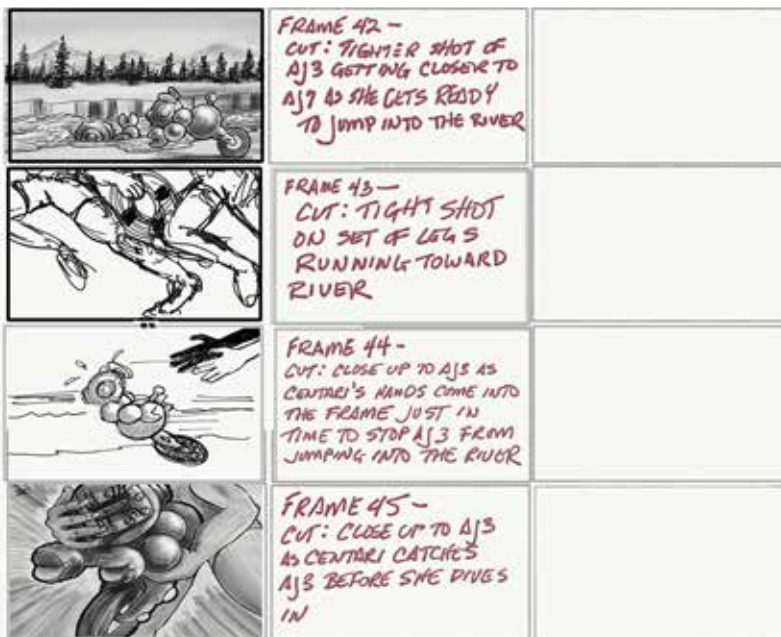 FRAME 42 -
CUT: TIGHTER SHOT OF
AJ3 GETTING CLOSER TO
AJ7 AS SHE GETS READY
TO JUMP INTO THE RIVER
FRAME 43 -
CUT: TIGHT SHOT
ON SET OF LEGS
RUNNING TOWARD
RIVER
FRAME 44 -
CUT: CLOSE UP TO AJ3 AS
CENTARI'S HANDS COME INTO
THE FRAME JUST IN
TIME TO STOP AJ3 FROM
JUMPING INTO THE RIVER
FRAME 45 -
CUT: CLOSE UP TO AJ3
AS CENTARI CATCHES
AJ3 BEFORE SHE DIVES
IN